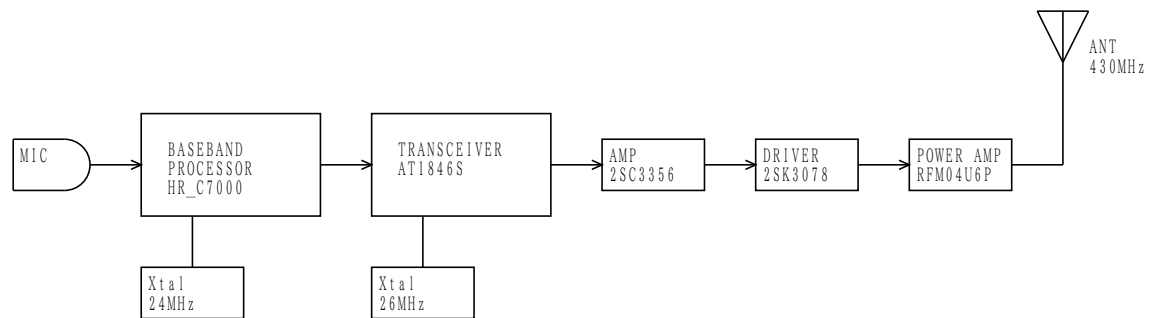 ANT
430MHz
MIC
BASEBAND
PROCESSOR
HR_C7000
TRANSCEIVER
AT1846S
AMP
2SC3356
DRIVER
2SK3078
POWER AMP
RFM04U6P
Xtal
24MHz
Xtal
26MHz